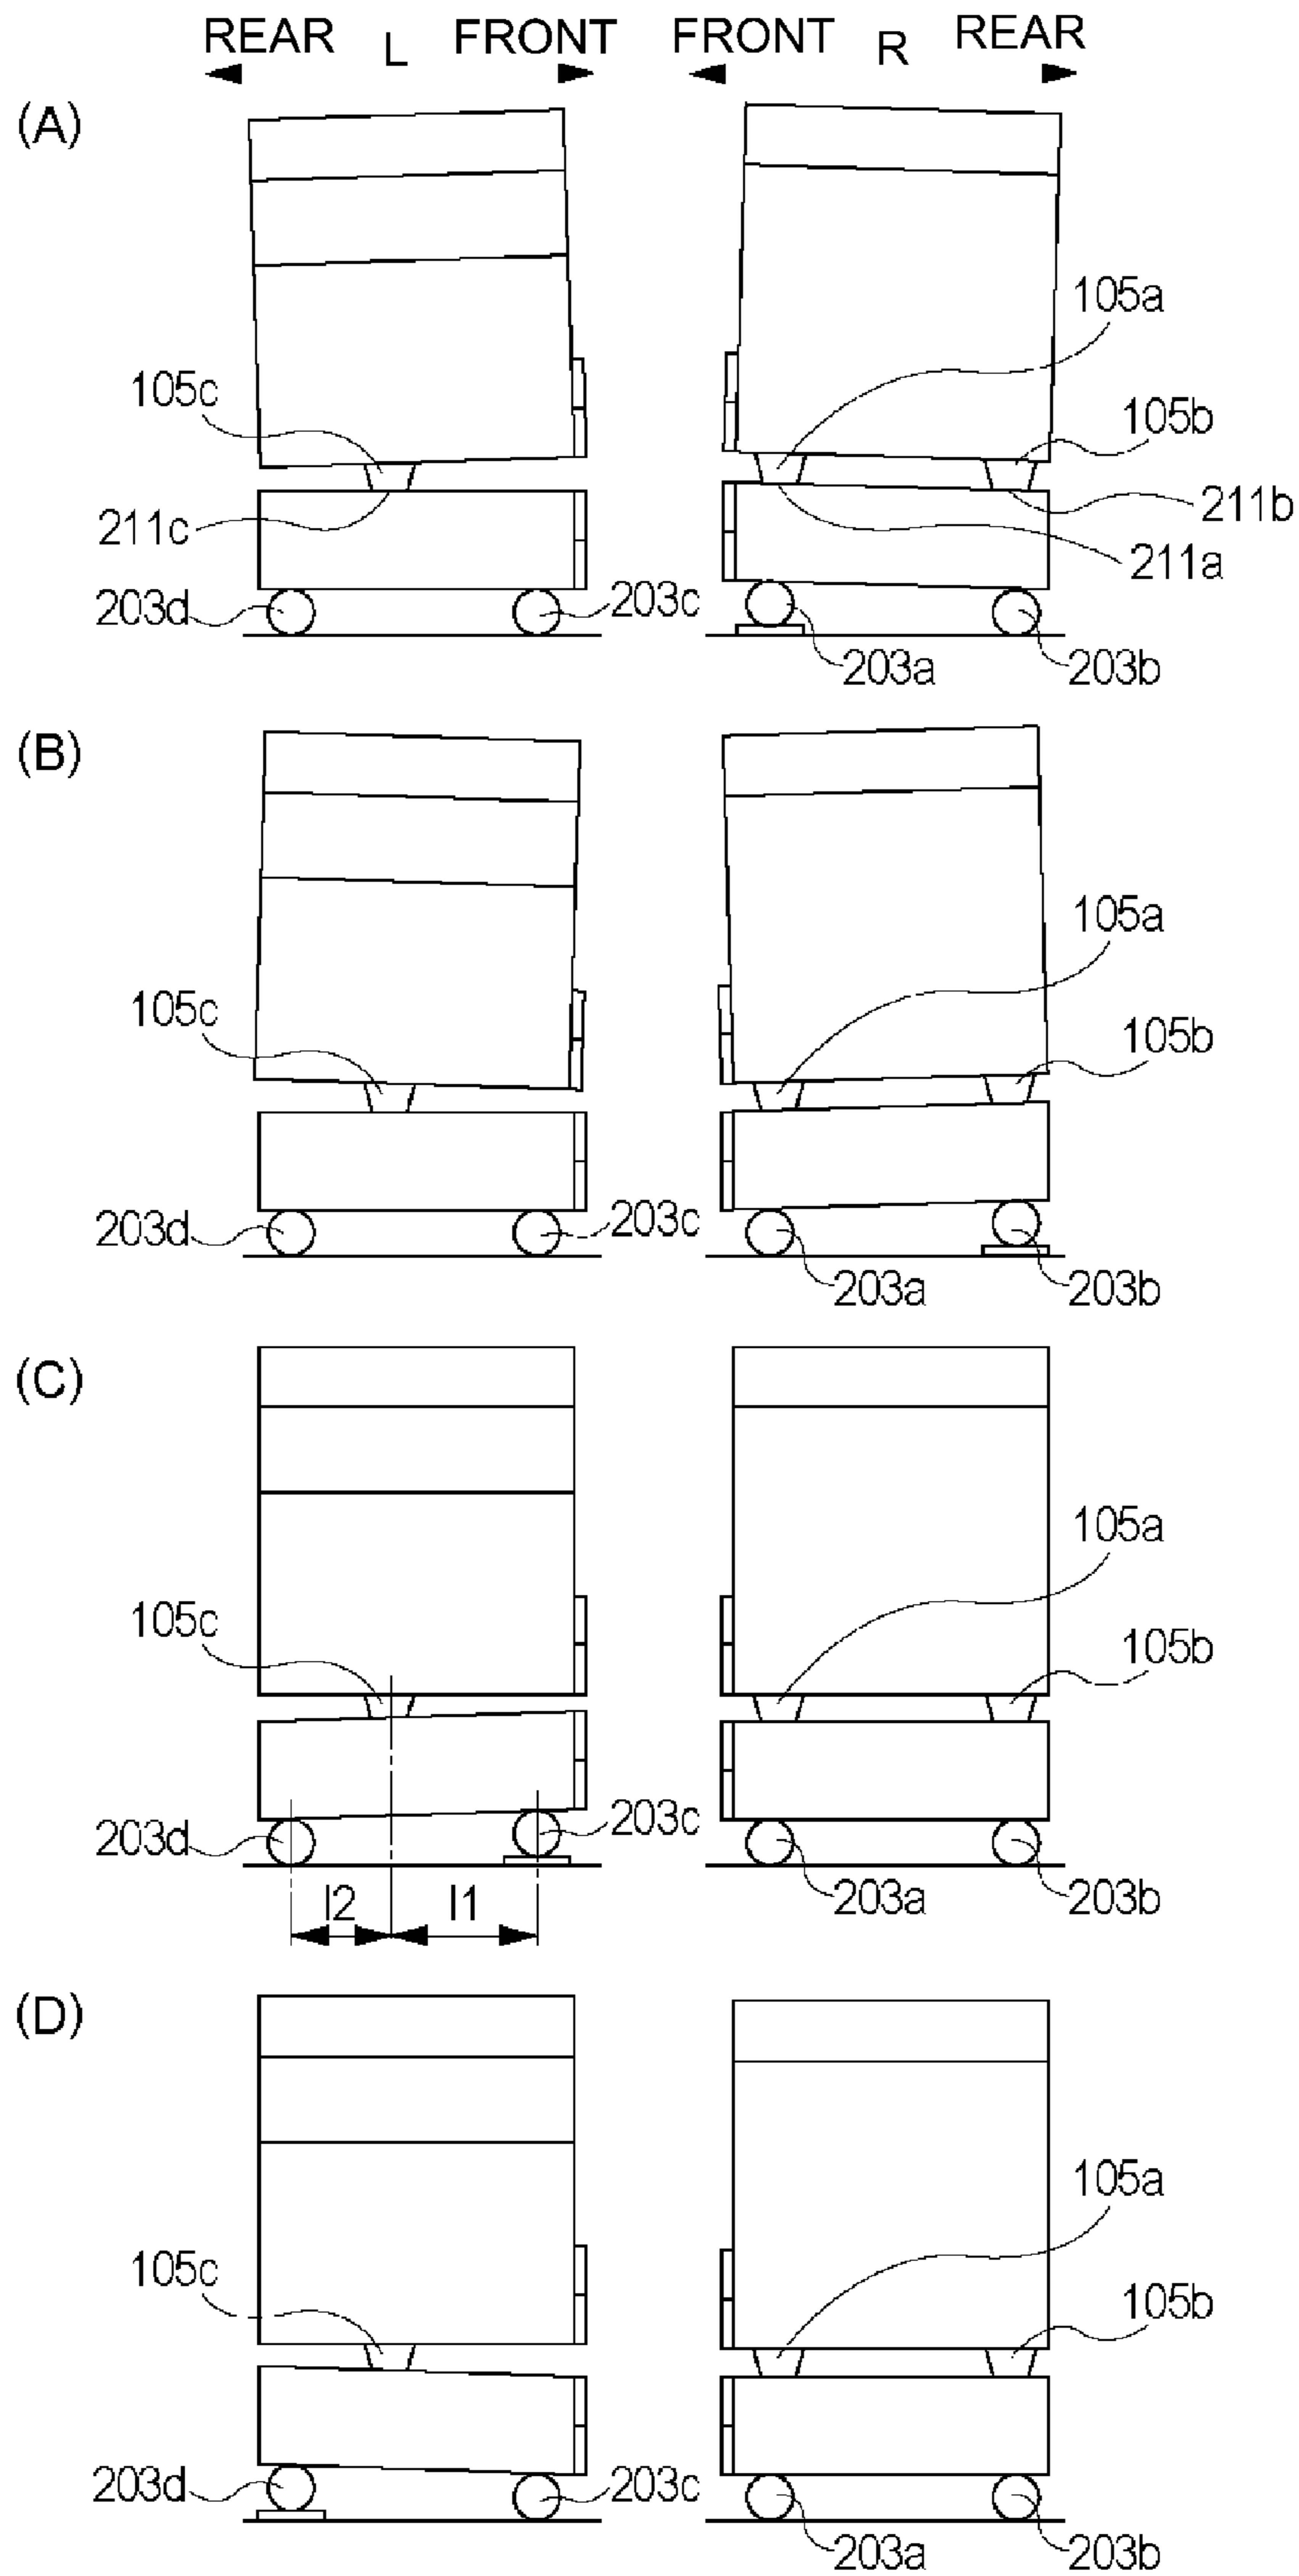 REAR L FRONT FRONT R REAR
(A)
105a
105c 105b
211c 211b
211a
203d 203c
203a 203b
(B)
105a
105c 105b
203d 203c
203a 203b
(C)
105a
105c 105b
203d 203c
203a 203b
l2 l1
(D)
105a
105c 105b
203d 203c
203a 203b